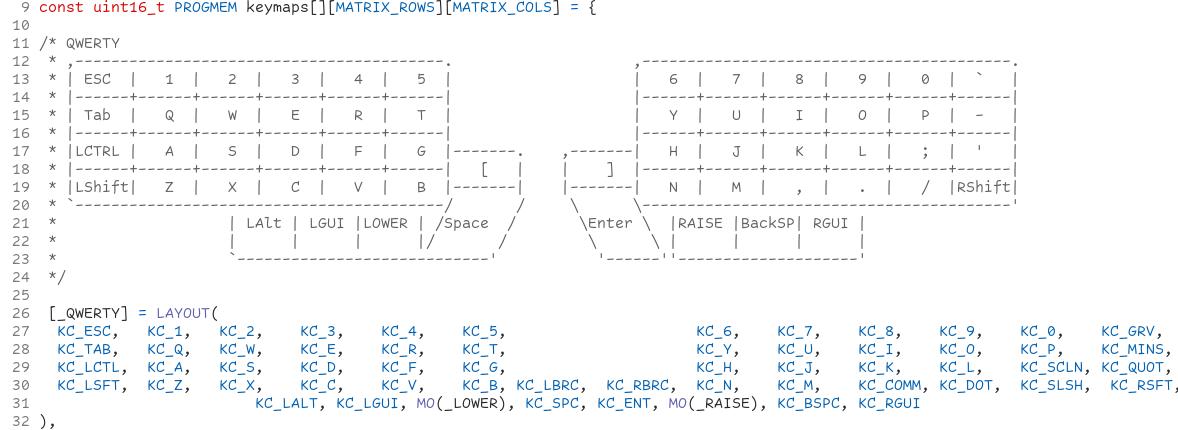 9 const uint16_t PROGMEM keymaps[][MATRIX_ROWS][MATRIX_COLS] = {
10
11 /* QWERTY
12  * ,-----------------------------------------.                    ,-----------------------------------------.
13  * | ESC  |   1  |   2  |   3  |   4  |   5  |                    |   6  |   7  |   8  |   9  |   0  |  `   |
14  * |------+------+------+------+------+------|                    |------+------+------+------+------+------|
15  * | Tab  |   Q  |   W  |   E  |   R  |   T  |                    |   Y  |   U  |   I  |   O  |   P  |  -   |
16  * |------+------+------+------+------+------|                    |------+------+------+------+------+------|
17  * |LCTRL |   A  |   S  |   D  |   F  |   G  |-------.    ,-------|   H  |   J  |   K  |   L  |   ;  |  '   |
18  * |------+------+------+------+------+------|   [   |    |    ]  |------+------+------+------+------+------|
19  * |LShift|   Z  |   X  |   C  |   V  |   B  |-------|    |-------|   N  |   M  |   ,  |   .  |   /  |RShift|
20  * `-----------------------------------------/       /     \      \-----------------------------------------'
21  *                   | LAlt | LGUI |LOWER | /Space  /       \Enter \  |RAISE |BackSP| RGUI |
22  *                   |      |      |      |/       /         \      \ |      |      |      |
23  *                   `----------------------------'           '------''--------------------'
24  */
25
26  [_QWERTY] = LAYOUT(
27   KC_ESC,   KC_1,   KC_2,    KC_3,    KC_4,    KC_5,                     KC_6,    KC_7,    KC_8,    KC_9,    KC_0,    KC_GRV,
28   KC_TAB,   KC_Q,   KC_W,    KC_E,    KC_R,    KC_T,                     KC_Y,    KC_U,    KC_I,    KC_O,    KC_P,    KC_MINS,
29   KC_LCTL,  KC_A,   KC_S,    KC_D,    KC_F,    KC_G,                     KC_H,    KC_J,    KC_K,    KC_L,    KC_SCLN, KC_QUOT,
30   KC_LSFT,  KC_Z,   KC_X,    KC_C,    KC_V,    KC_B, KC_LBRC,  KC_RBRC,  KC_N,    KC_M,    KC_COMM, KC_DOT,  KC_SLSH,  KC_RSFT,
31                         KC_LALT, KC_LGUI, MO(_LOWER), KC_SPC, KC_ENT, MO(_RAISE), KC_BSPC, KC_RGUI
32 ),